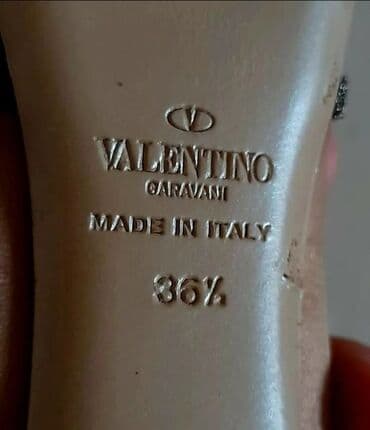 V
VALENTINO
GARAVANI
MADE IN ITALY
36½